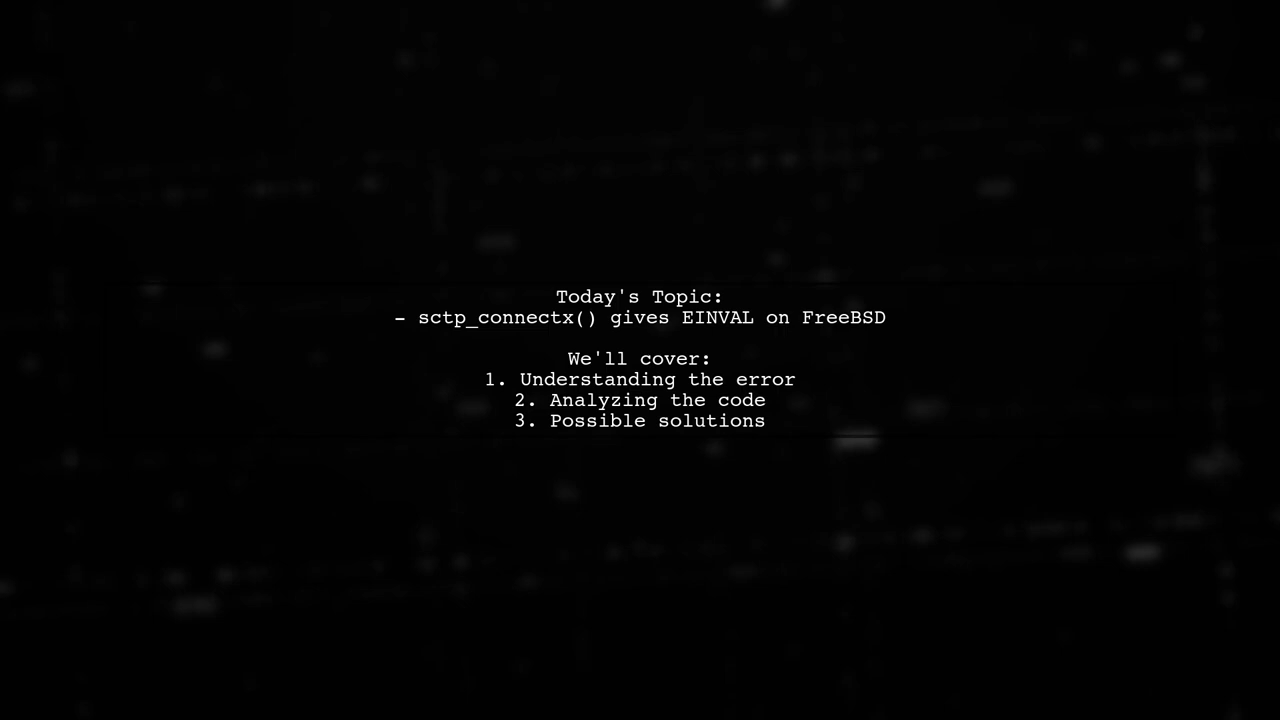 Today's Topic:
– sctp_connectx() gives EINVAL on FreeBSD
We'll cover:
1. Understanding the error
2. Analyzing the code
3. Possible solutions